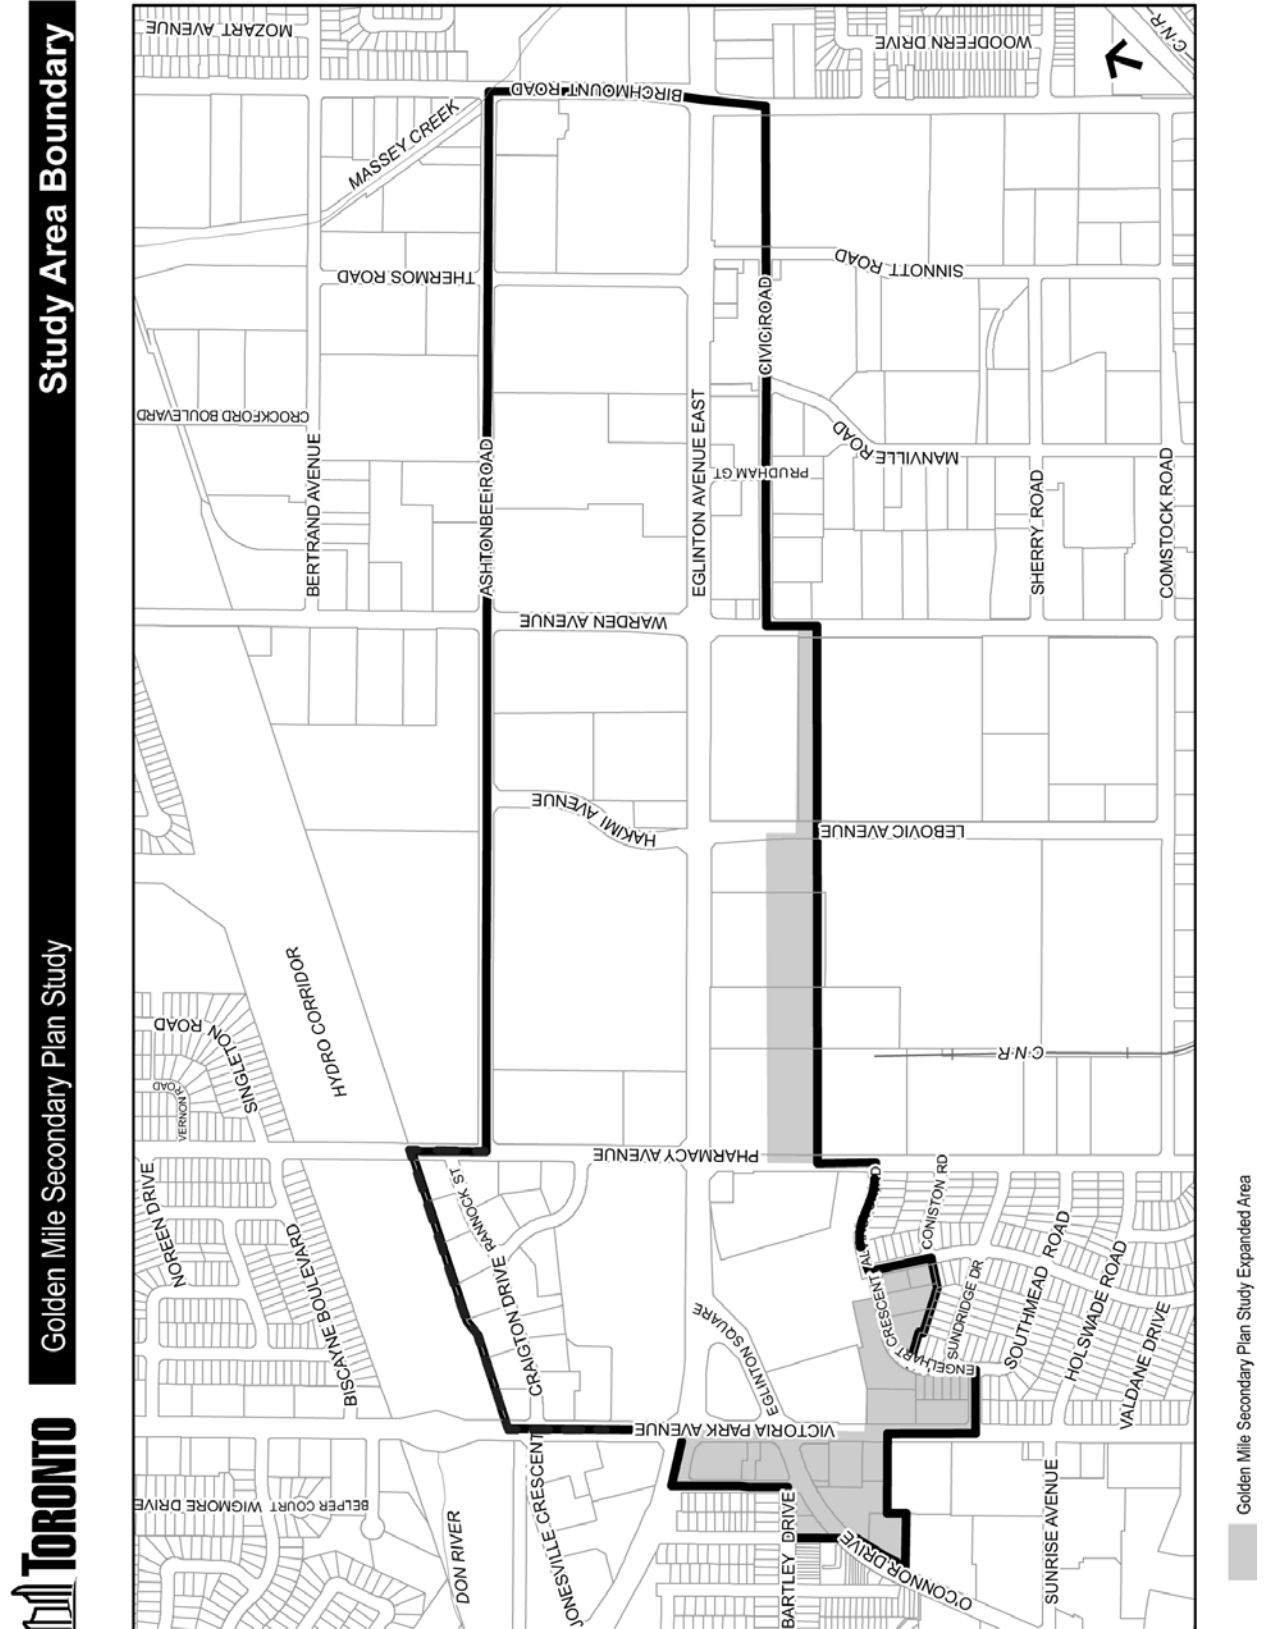 TORONTO
Golden Mile Secondary Plan Study
Study Area Boundary
MOZART AVENUE
WOODFERN DRIVE
C.N.R
BIRCHMOUNT ROAD
MASSEY CREEK
THERMOS ROAD
SINNOTT ROAD
CIVIC ROAD
CROCKFORD BOULEVARD
BERTRAND AVENUE
ASHTONBEE ROAD
EGLINTON AVENUE EAST
PRUDHAM GT
MANVILLE ROAD
SHERRY ROAD
COMSTOCK ROAD
WARDEN AVENUE
HAKIMI AVENUE
LEBOVIC AVENUE
HYDRO CORRIDOR
SINGLETON ROAD
VERNON ROAD
C.N.R
PHARMACY AVENUE
NOREEN DRIVE
RANNOCK ST
CONISTON RD
BISCAYNE BOULEVARD
CRAIGTON DRIVE
EGLINTON SQUARE
ENGELHART CRESCENT
SUNDRIDGE DR
SOUTHMEAD ROAD
HOLSWADE ROAD
VALDANE DRIVE
ENGELHART
VICTORIA PARK AVENUE
WIGMORE DRIVE
BELPER COURT
DON RIVER
JONESVILLE CRESCENT
BARTLEY DRIVE
O'CONNOR DRIVE
SUNRISE AVENUE
Golden Mile Secondary Plan Study Expanded Area